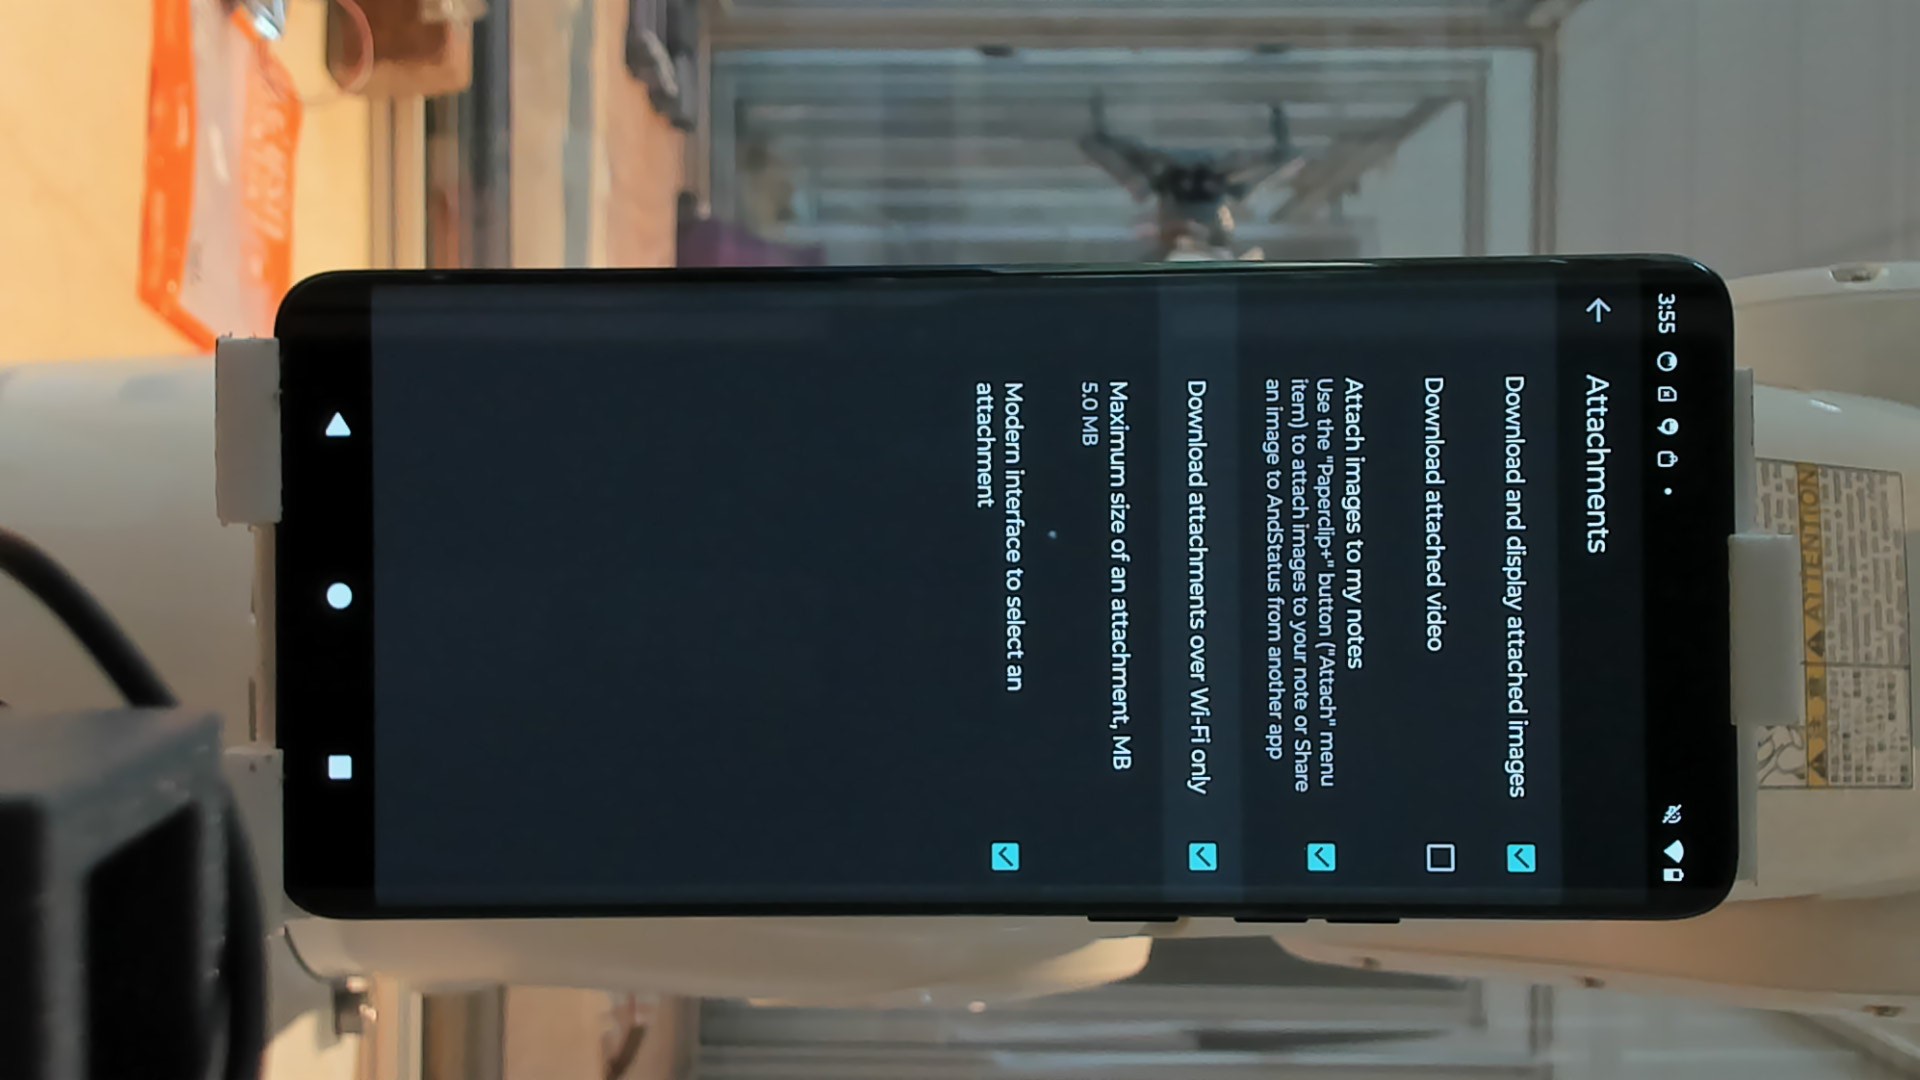 3:55
Attachments
Download and display attached images
Download attached video
Attach images to my notes
Use the "Paperclip+" button ("Attach" menu
item) to attach images to your note or Share
an image to AndStatus from another app
Download attachments over Wi-Fi only
Maximum size of an attachment, MB
5.0 MB
Modern interface to select an
attachment